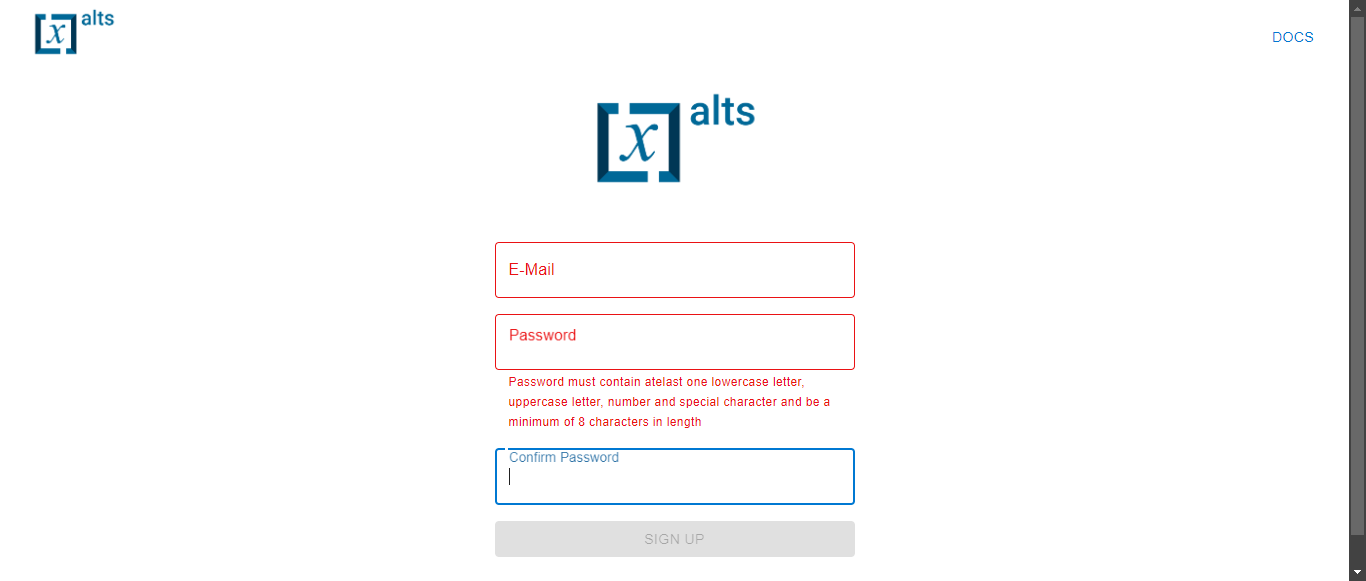 x alts
DOCS
x alts
E-Mail
Password
Password must contain atelast one lowercase letter,
uppercase letter, number and special character and be a
minimum of 8 characters in length
Confirm Password
SIGN UP